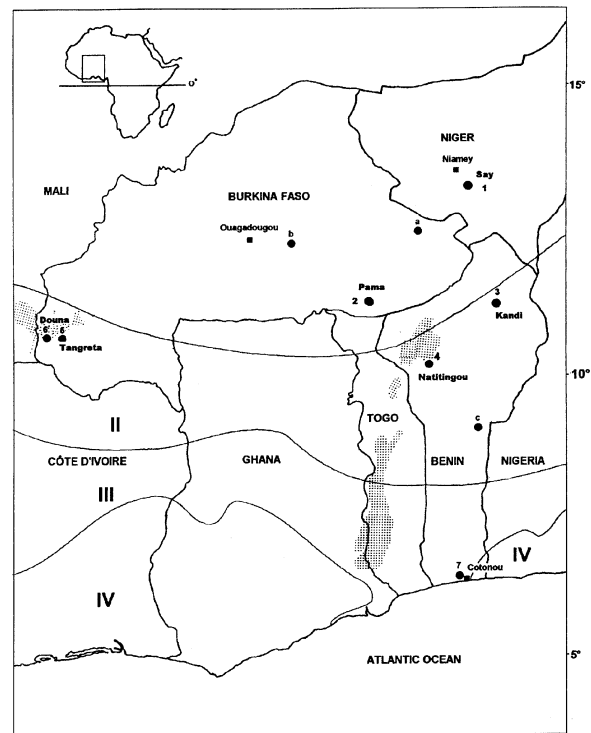 0°
15°
NIGER
Niamey
Say
1
MALI
BURKINA FASO
a
Ouagadougou
b
Pama
2
3
Kandi
Douna
6 5
Tangreta
4
Natitingou
10°
II
TOGO
c
CÔTE D'IVOIRE
GHANA
BENIN
NIGERIA
III
IV
7
Cotonou
IV
5°
ATLANTIC OCEAN